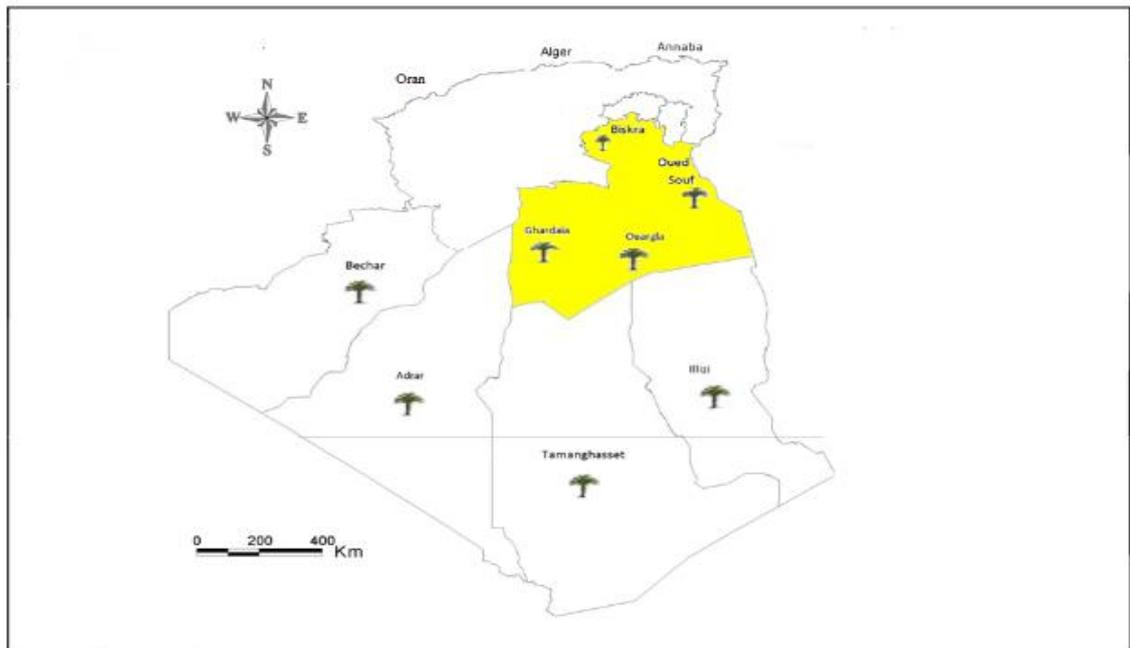 Annaba
Alger
Oran
N
W E
S
Biskra
Oued
Souf
Ghardaia
Ouargla
Bechar
Adrar
Illizi
Tamanghasset
0 200 400
Km